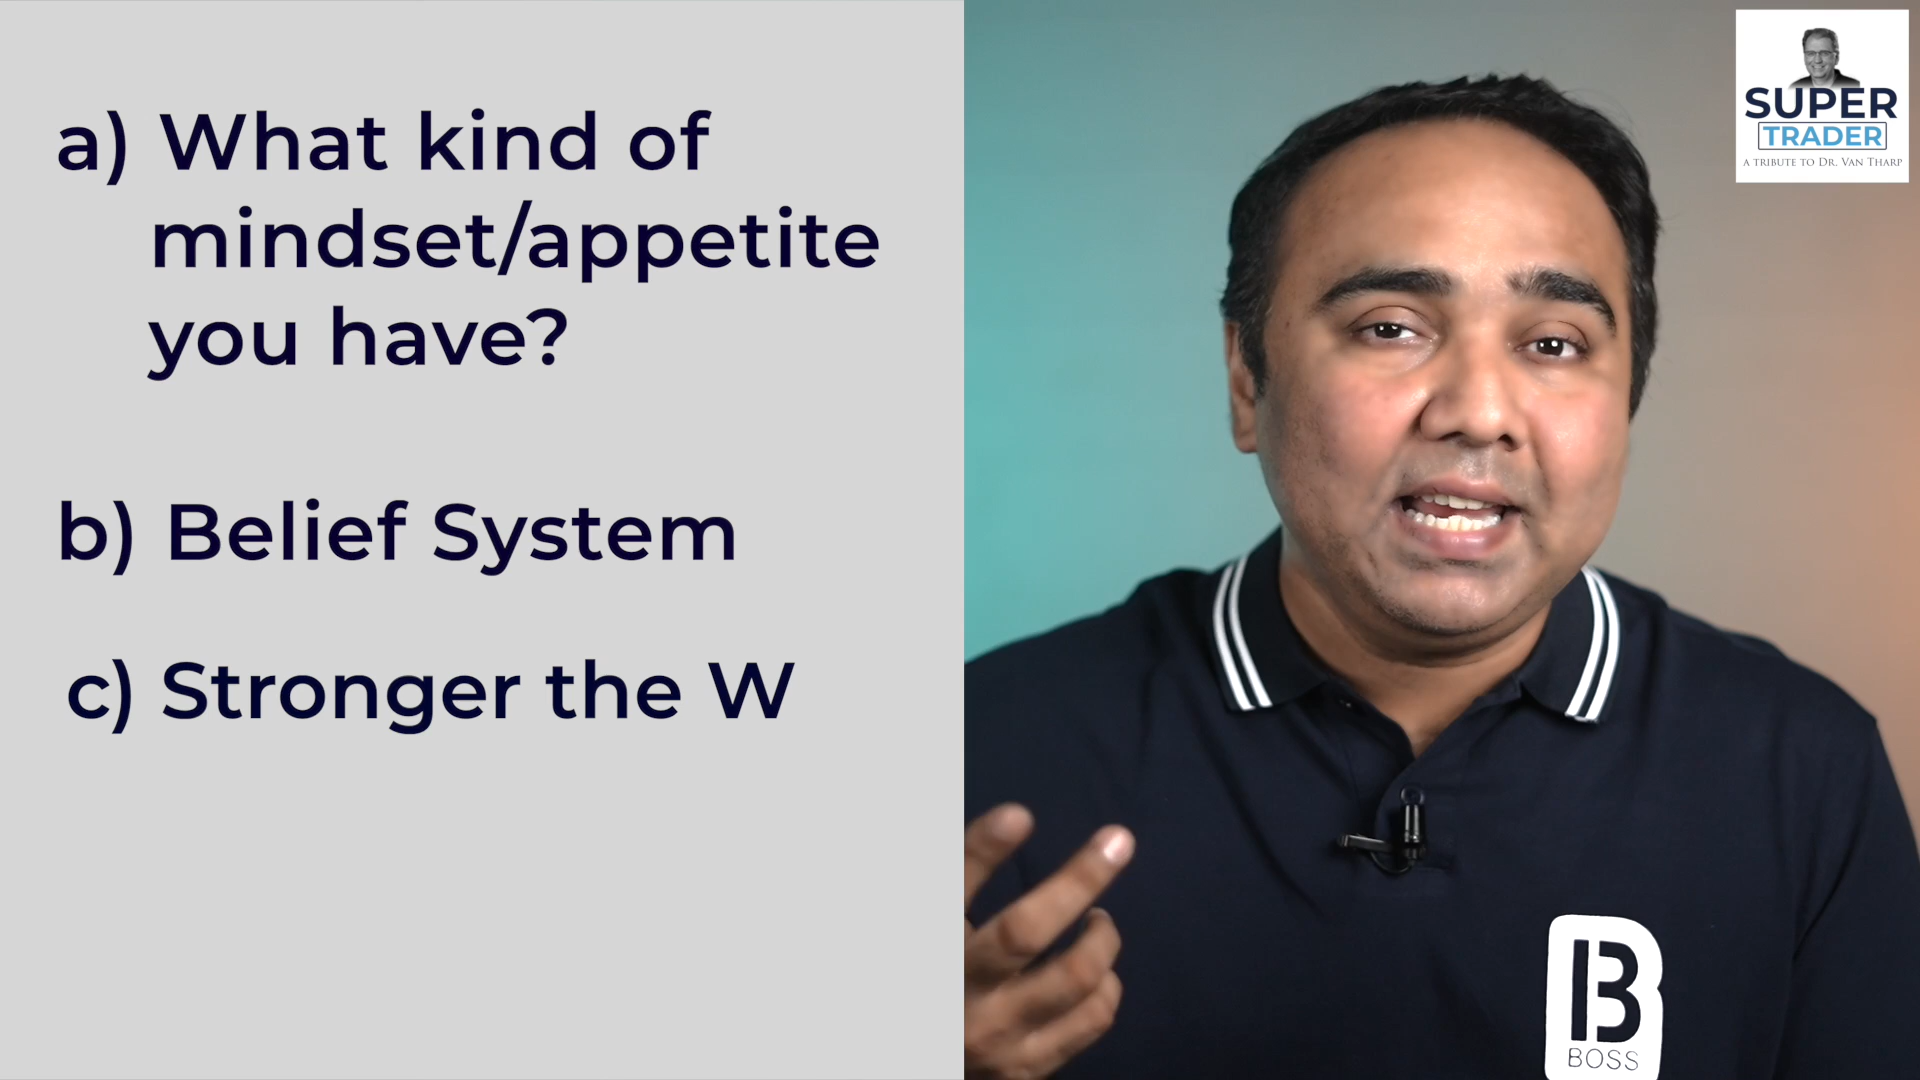 a) What kind of
mindset/appetite
you have?
b) Belief System
c) Stronger the W
SUPER
TRADER
A TRIBUTE TO DR. VAN THARP
B
BOSS